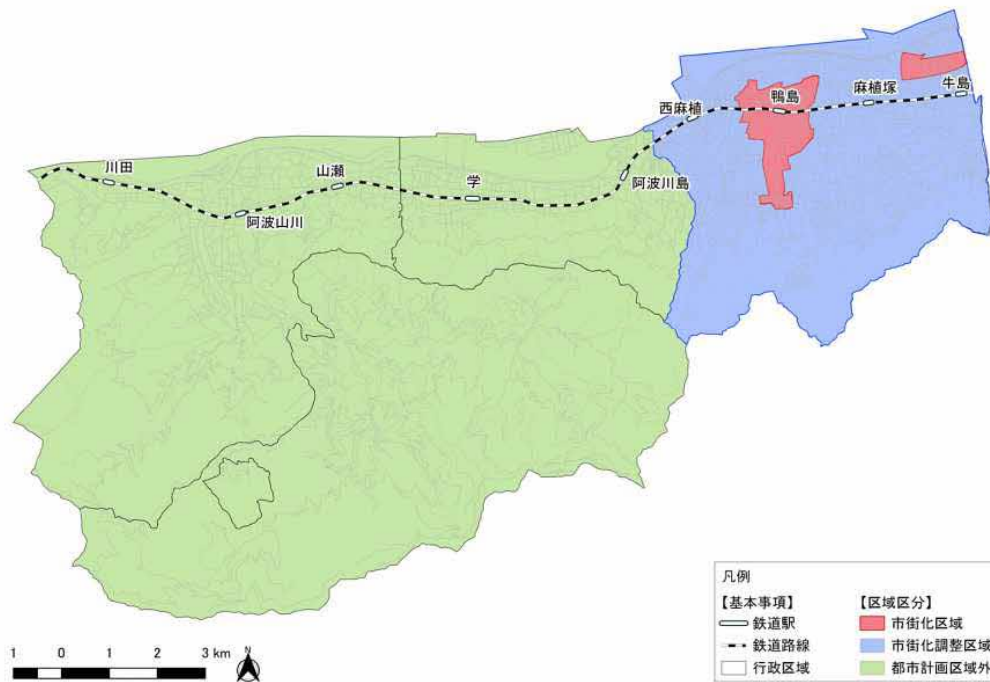 牛島
麻植塚
鴨島
西麻植
川田
山瀬
学
阿波川島
阿波山川
凡例
【基本事項】
鉄道駅
鉄道路線
行政区域
【区域区分】
市街化区域
市街化調整区域
都市計画区域外
1 0 1 2 3 km
N